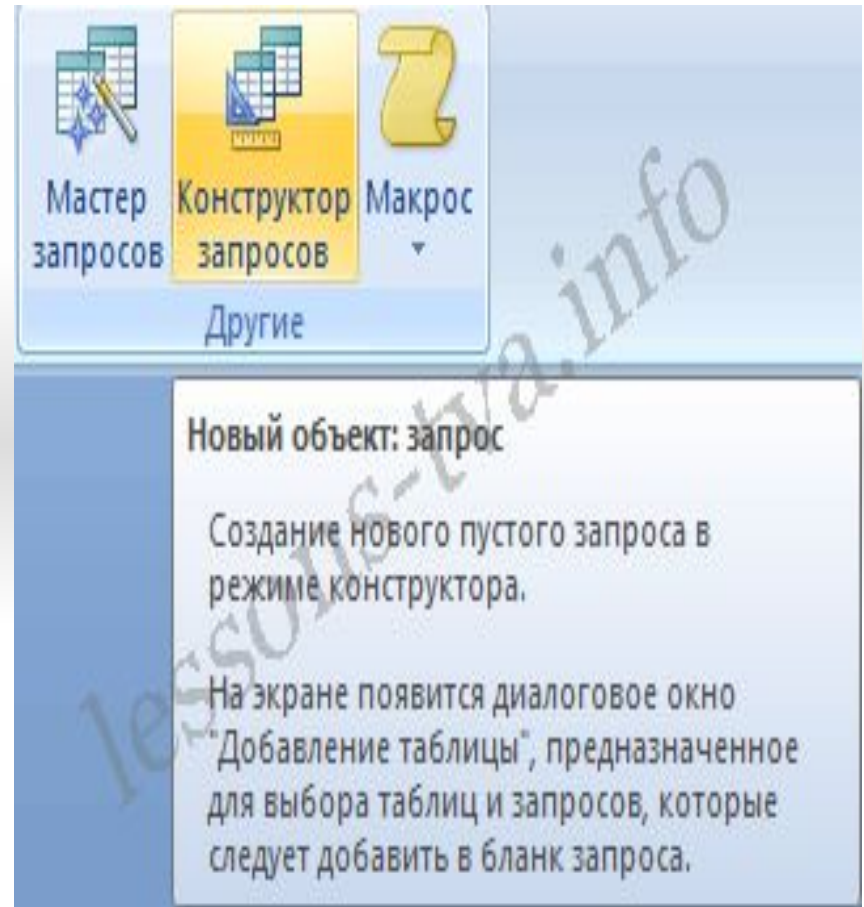 Мастер запросов
Конструктор запросов
Макрос
Другие
Новый объект: запрос
Создание нового пустого запроса в
режиме конструктора.
На экране появится диалоговое окно
"Добавление таблицы", предназначенное
для выбора таблиц и запросов, которые
следует добавить в бланк запроса.
lessons-tva.info